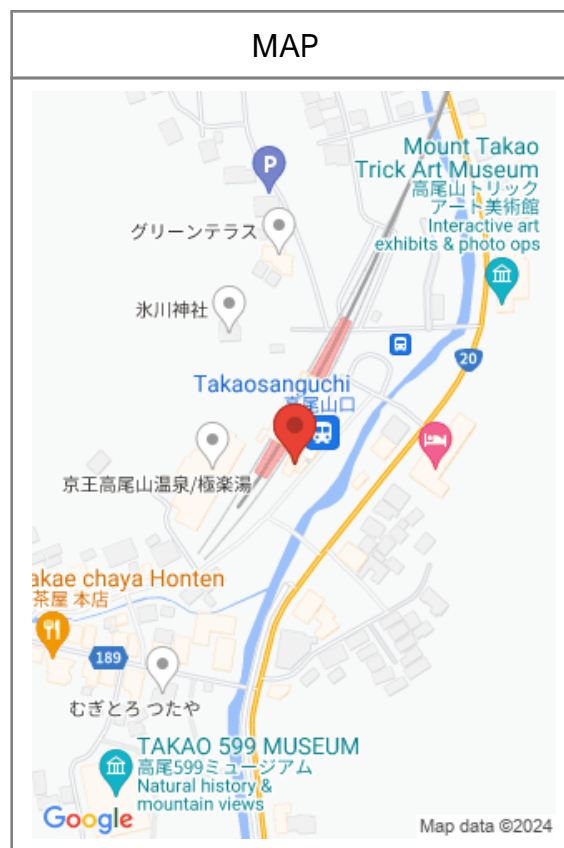 MAP
Mount Takao
Trick Art Museum
高尾山トリック
アート美術館
Interactive art
exhibits & photo ops
P
グリーンテラス
氷川神社
20
Takaosanguchi
高尾山口
京王高尾山温泉/極楽湯
akae chaya Honten
茶屋 本店
189
むぎとろ つたや
TAKAO 599 MUSEUM
高尾599ミュージアム
Natural history &
mountain views
Google
Map data ©2024